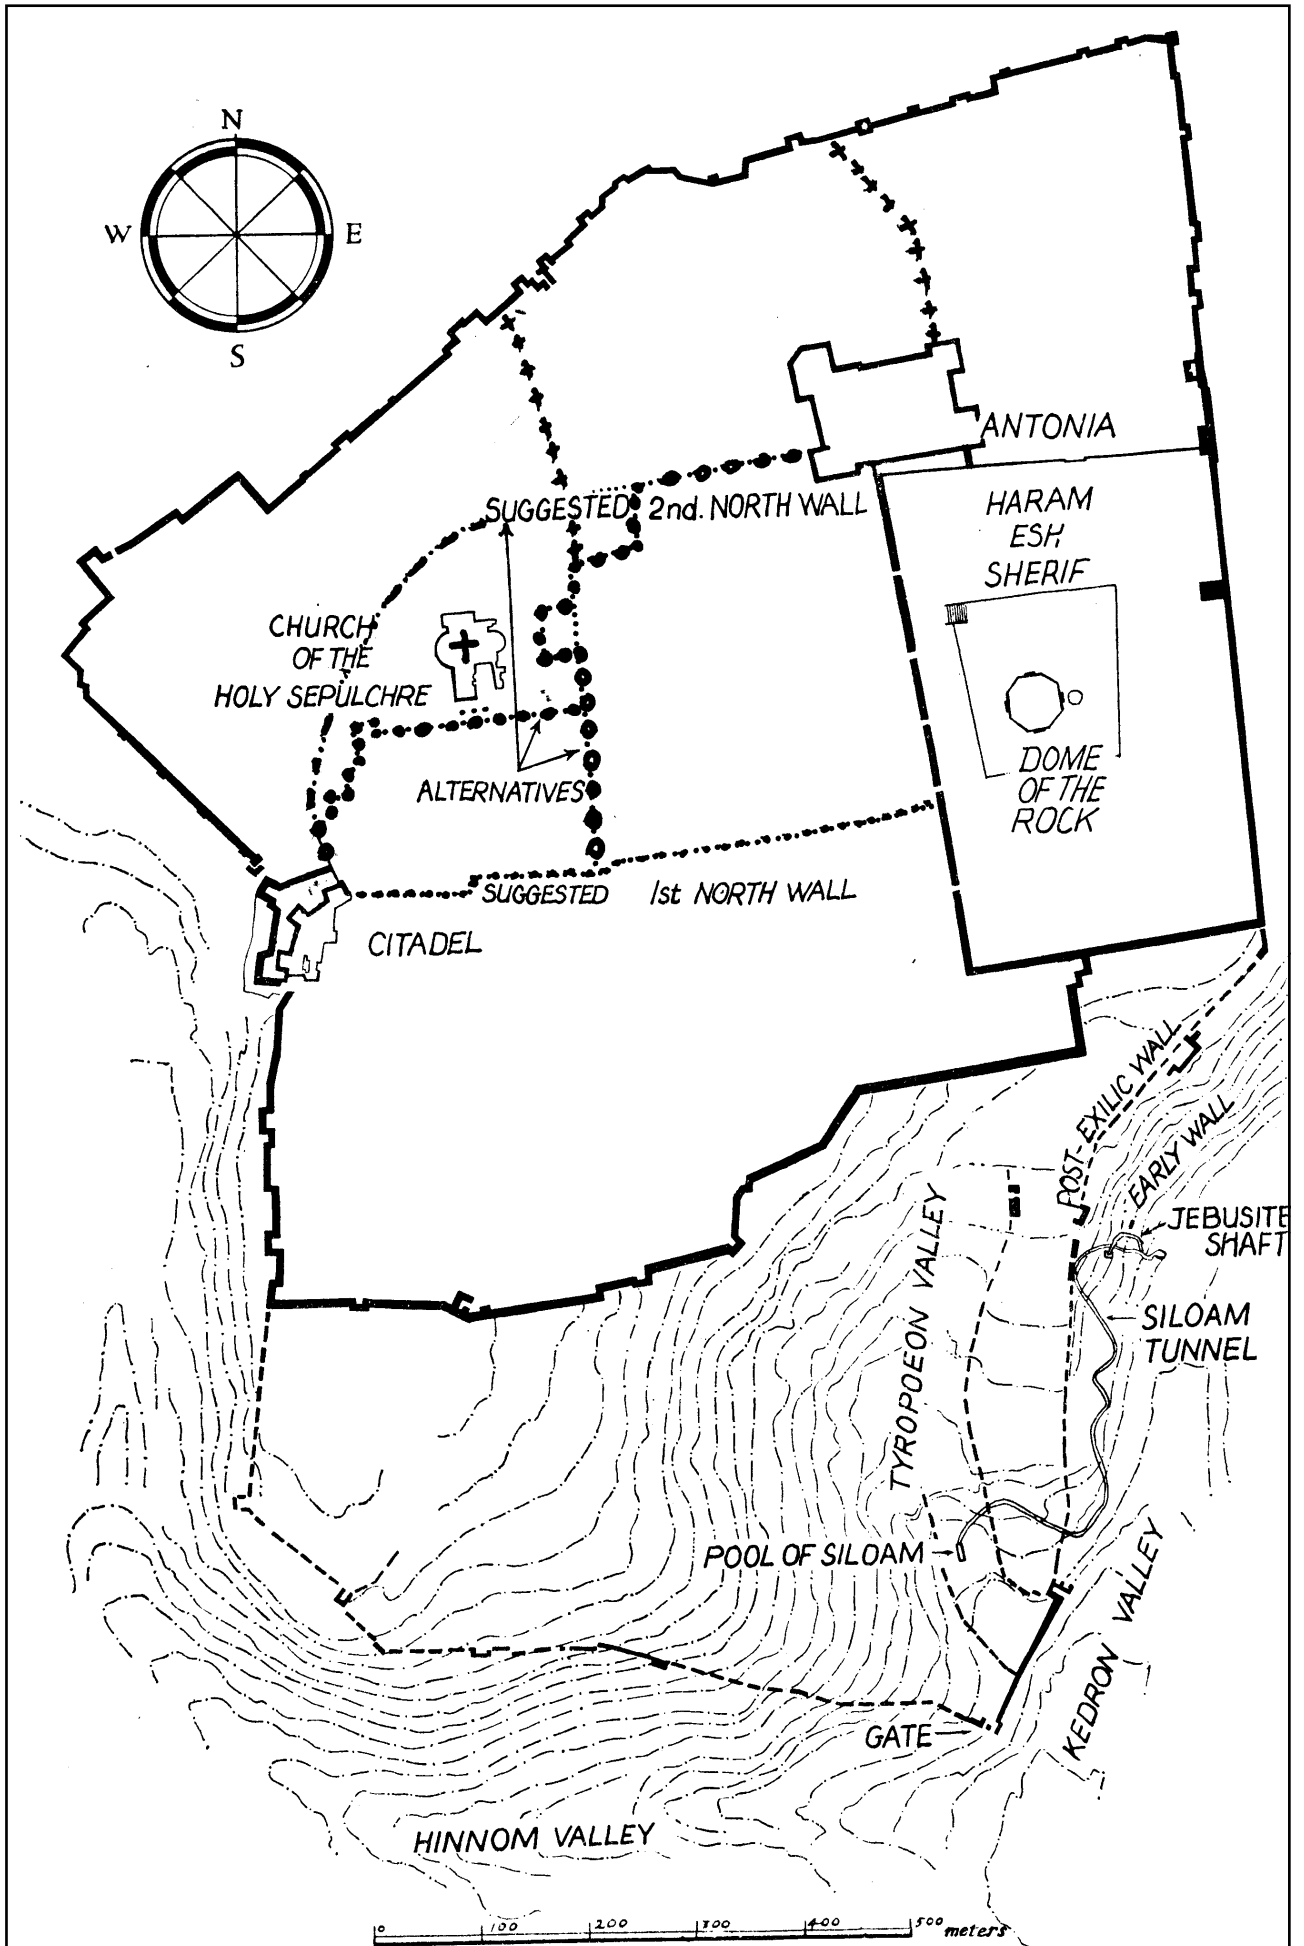 N
W
E
S
ANTONIA
SUGGESTED 2nd. NORTH WALL
HARAM
ESH
SHERIF
CHURCH
OF THE
HOLY SEPULCHRE
ALTERNATIVES
DOME
OF THE
ROCK
SUGGESTED 1st NORTH WALL
CITADEL
POST-EXILIC WALL
EARLY WALL
JEBUSITE
SHAFT
TYROPOEON VALLEY
SILOAM
TUNNEL
POOL OF SILOAM
KEDRON VALLEY
GATE
HINNOM VALLEY
0 100 200 300 400 500 meters